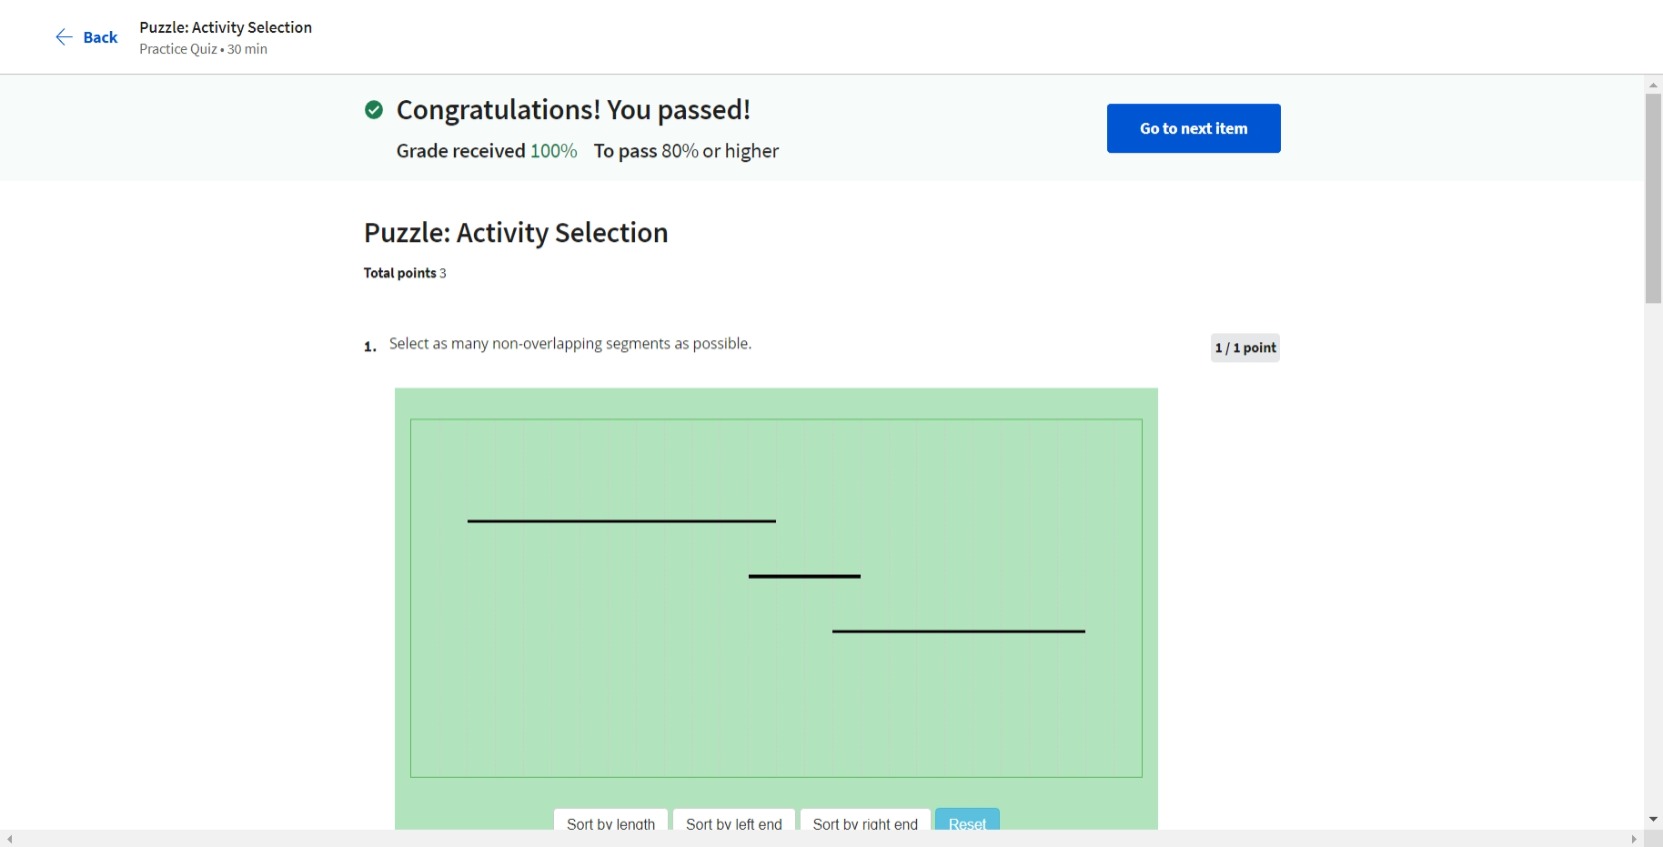 Back
Puzzle: Activity Selection
Practice Quiz • 30 min
Congratulations! You passed!
Grade received 100% To pass 80% or higher
Go to next item
Puzzle: Activity Selection
Total points 3
1. Select as many non-overlapping segments as possible.
1 / 1 point
Sort by length Sort by left end Sort by right end Reset